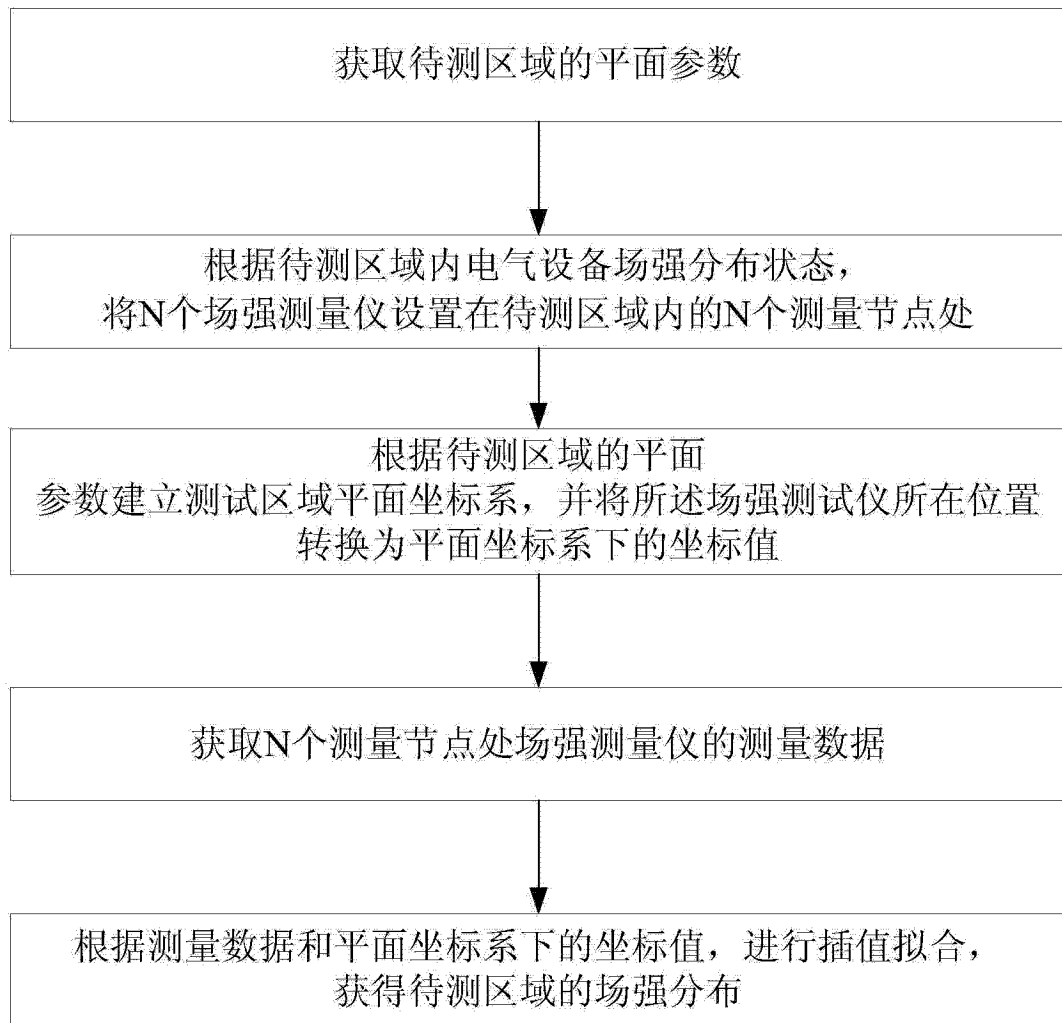 获取待测区域的平面参数
根据待测区域内电气设备场强分布状态，
将N个场强测量仪设置在待测区域内的N个测量节点处
根据待测区域的平面
参数建立测试区域平面坐标系，并将所述场强测试仪所在位置
转换为平面坐标系下的坐标值
获取N个测量节点处场强测量仪的测量数据
根据测量数据和平面坐标系下的坐标值，进行插值拟合，
获得待测区域的场强分布